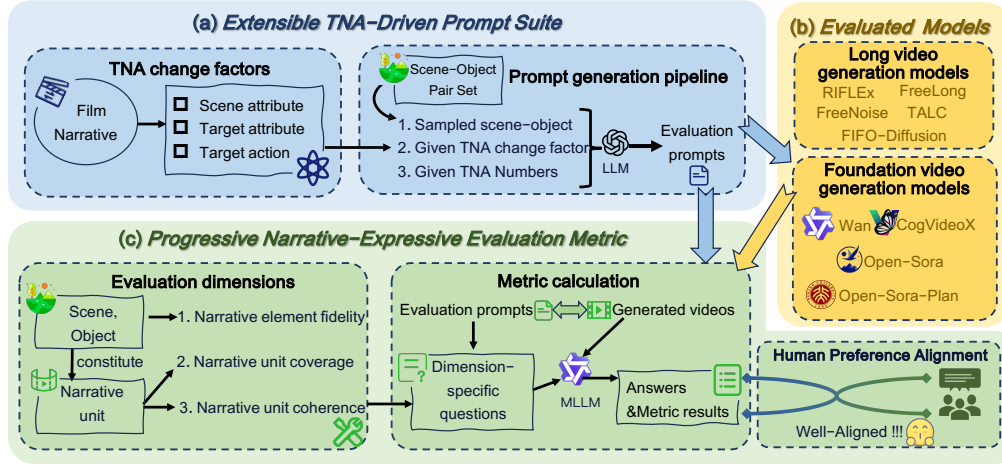 (a) Extensible TNA-Driven Prompt Suite
TNA change factors
Film
Narrative
Scene attribute
Target attribute
Target action
Scene-Object
Pair Set
Prompt generation pipeline
1. Sampled scene-object
2. Given TNA change factor
3. Given TNA Numbers
LLM
Evaluation
prompts
(b) Evaluated Models
Long video
generation models
RIFLEx FreeLong
FreeNoise TALC
FIFO-Diffusion
Foundation video
generation models
Wan CogVideoX
Open-Sora
Open-Sora-Plan
(c) Progressive Narrative-Expressive Evaluation Metric
Evaluation dimensions
Scene,
Object
constitute
Narrative
unit
1. Narrative element fidelity
2. Narrative unit coverage
3. Narrative unit coherence
Metric calculation
Evaluation prompts Generated videos
?
Dimension-
specific
questions
MLLM
Answers
&Metric results
Human Preference Alignment
Well-Aligned !!!